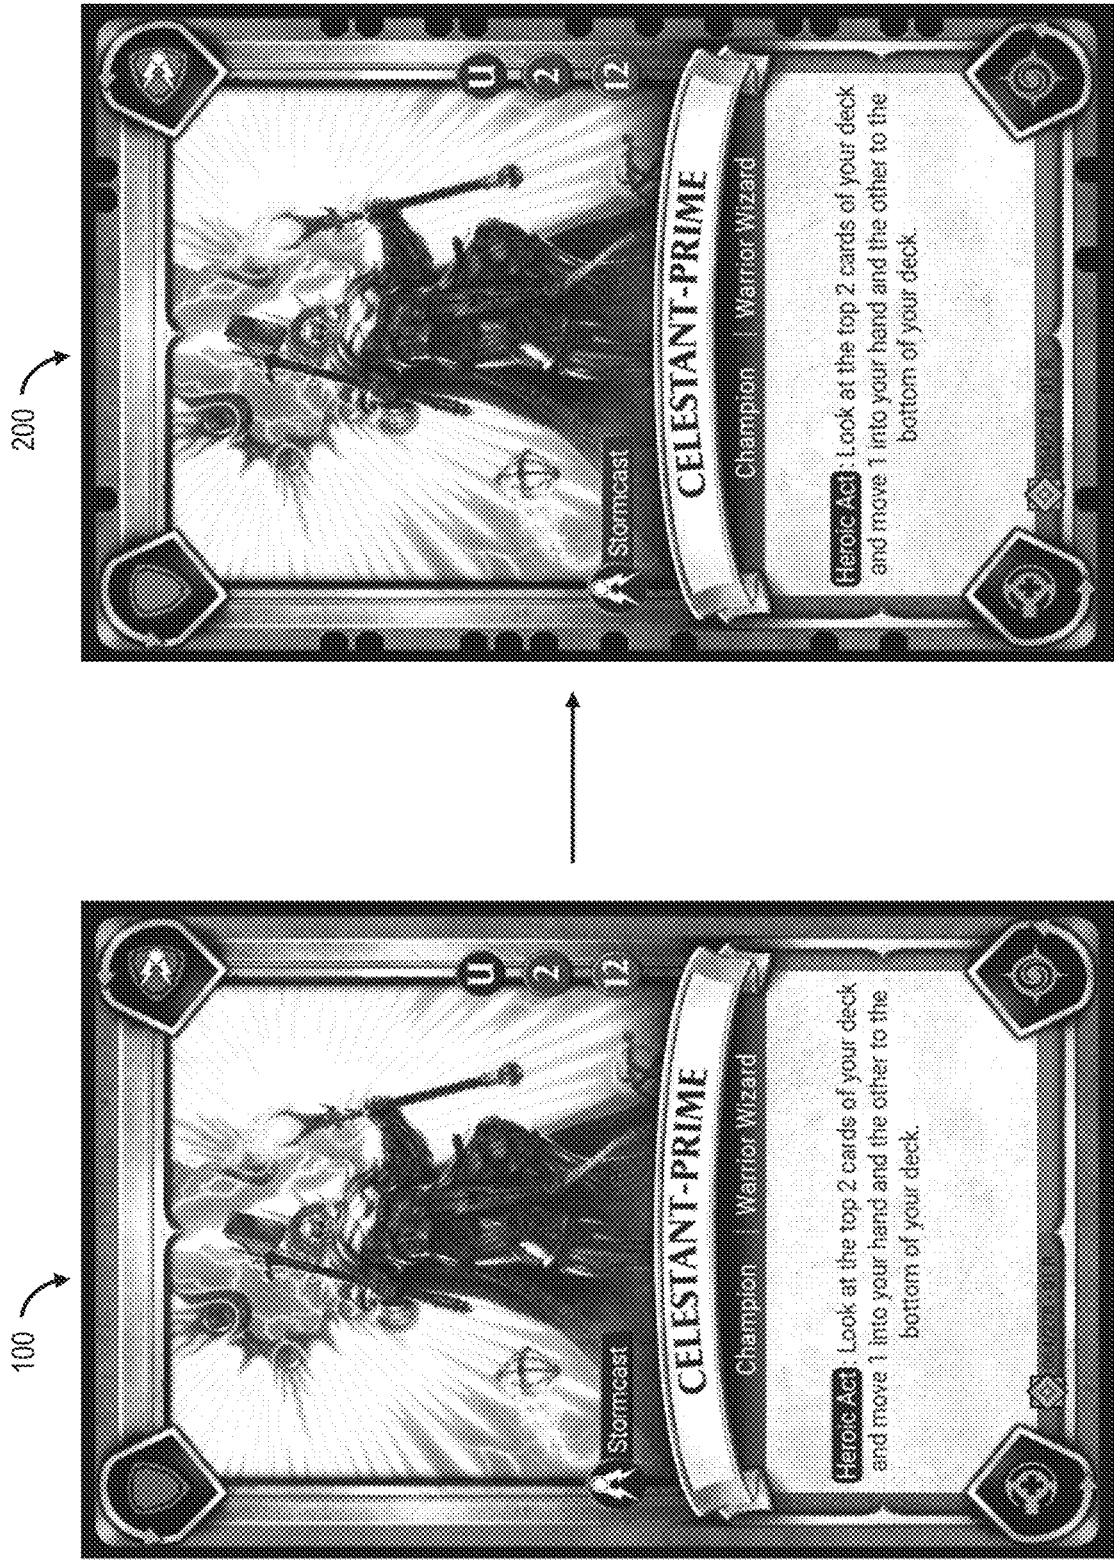 100
U
2
12
Stormcast
CELESTANT-PRIME
Champion | Warrior Wizard
Heroic Act: Look at the top 2 cards of your deck
and move 1 into your hand and the other to the
bottom of your deck.
200
U
2
12
Stormcast
CELESTANT-PRIME
Champion | Warrior Wizard
Heroic Act: Look at the top 2 cards of your deck
and move 1 into your hand and the other to the
bottom of your deck.